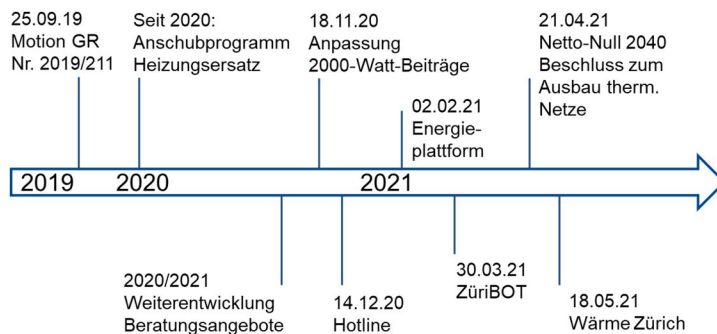 25.09.19
Motion GR
Nr. 2019/211
Seit 2020:
Anschubprogramm
Heizungsersatz
18.11.20
Anpassung
2000-Watt-Beiträge
02.02.21
Energie-
plattform
21.04.21
Netto-Null 2040
Beschluss zum
Ausbau therm.
Netze
2019
2020
2021
2020/2021
Weiterentwicklung
Beratungsangebote
14.12.20
Hotline
30.03.21
ZüriBOT
18.05.21
Wärme Zürich